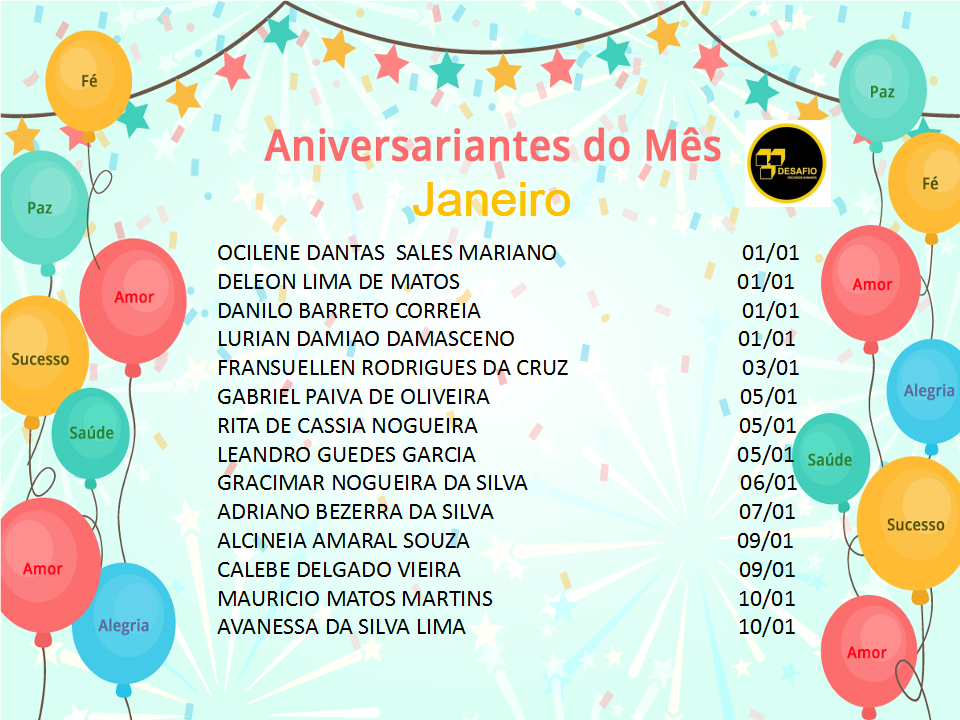 Fé
Paz
Aniversariantes do Mês
DESAFIO
RECURSOS HUMANOS
Janeiro
Fé
Paz
OCILENE DANTAS  SALES MARIANO 01/01
DELEON LIMA DE MATOS 01/01
Amor
Amor
DANILO BARRETO CORREIA 01/01
LURIAN DAMIAO DAMASCENO 01/01
Sucesso
FRANSUELLEN RODRIGUES DA CRUZ 03/01
GABRIEL PAIVA DE OLIVEIRA 05/01
Alegria
RITA DE CASSIA NOGUEIRA 05/01
Saúde
LEANDRO GUEDES GARCIA 05/01
Saúde
GRACIMAR NOGUEIRA DA SILVA 06/01
ADRIANO BEZERRA DA SILVA 07/01
Sucesso
ALCINEIA AMARAL SOUZA 09/01
Amor
CALEBE DELGADO VIEIRA 09/01
MAURICIO MATOS MARTINS 10/01
Alegria
AVANESSA DA SILVA LIMA 10/01
Amor